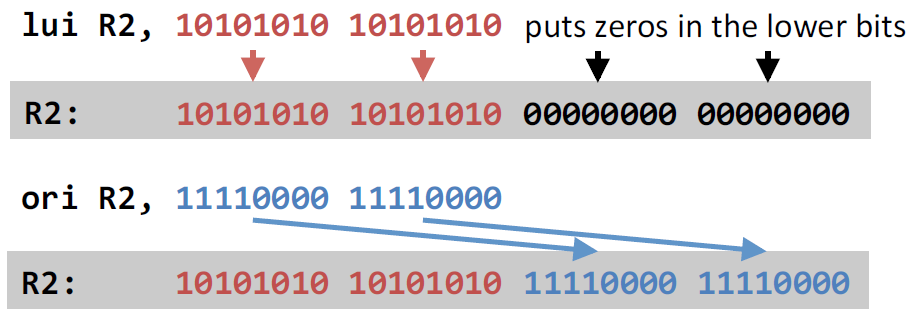 lui R2, 10101010 10101010 puts zeros in the lower bits
R2: 10101010 10101010 00000000 00000000
ori R2, 11110000 11110000
R2: 10101010 10101010 11110000 11110000